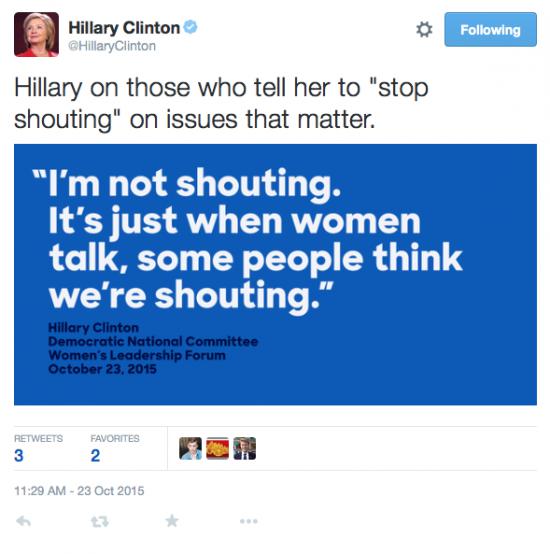 Hillary Clinton
@HillaryClinton
Following
Hillary on those who tell her to "stop
shouting" on issues that matter.
“I’m not shouting.
It’s just when women
talk, some people think
we’re shouting.”
Hillary Clinton
Democratic National Committee
Women’s Leadership Forum
October 23, 2015
RETWEETS FAVORITES
3 2
11:29 AM - 23 Oct 2015